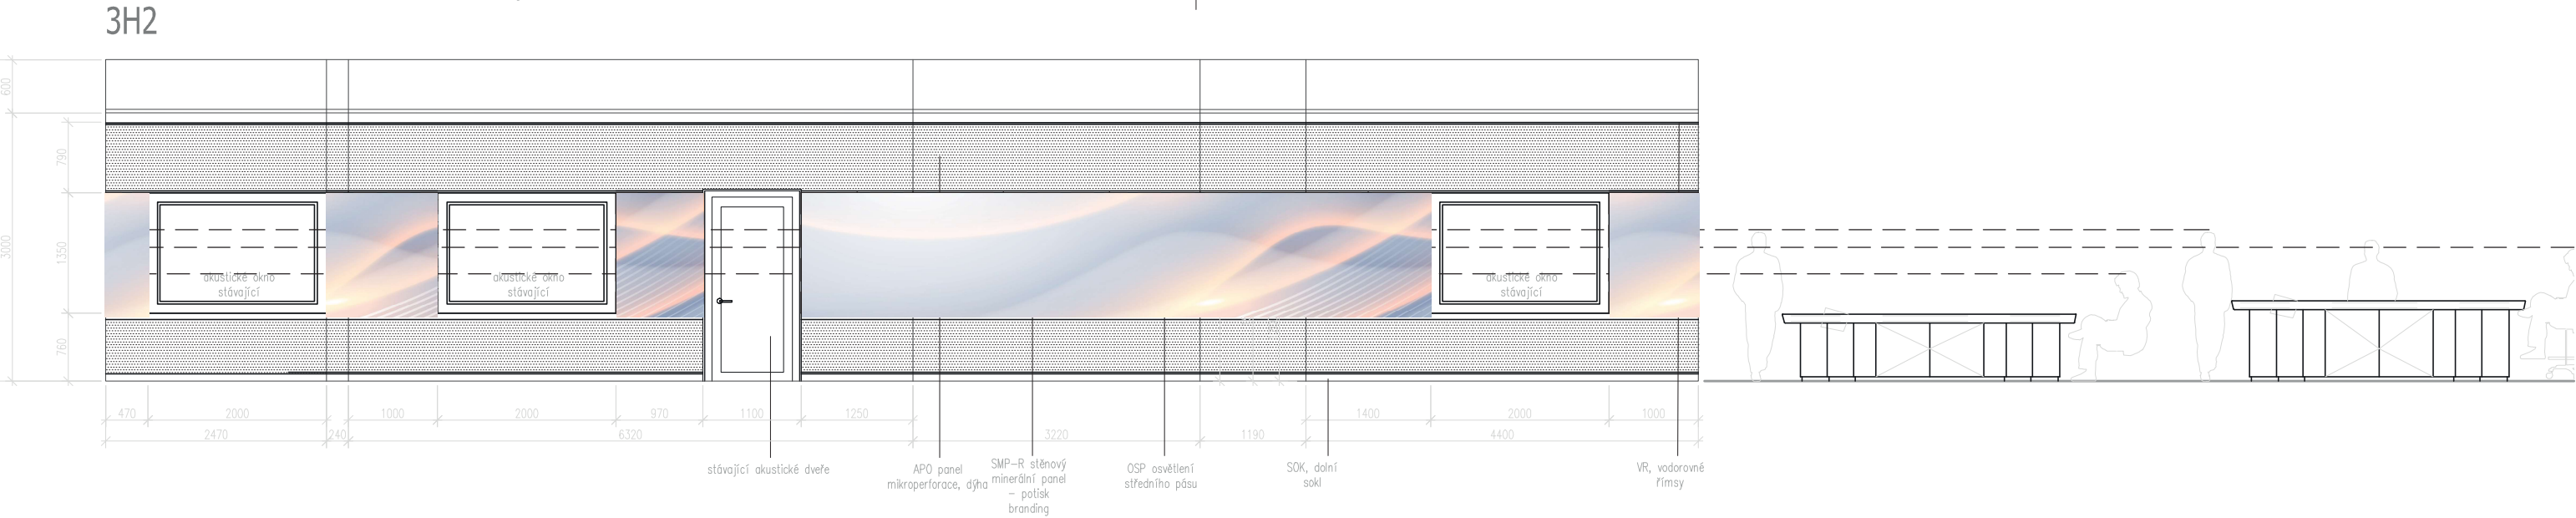 3H2
600
790
3000
1350
760
akustické okno
stávající
akustické okno
stávající
akustické okno
stávající
470
2000
1000
2000
970
1100
1250
1400
2000
1000
2470
240
6320
3220
1190
4400
stávající akustické dveře
APO panel
mikroperforace, dýha
SMP-R stěnový
minerální panel
- potisk
branding
OSP osvětlení
středního pásu
SOK, dolní
sokl
VR, vodorovné
římsy